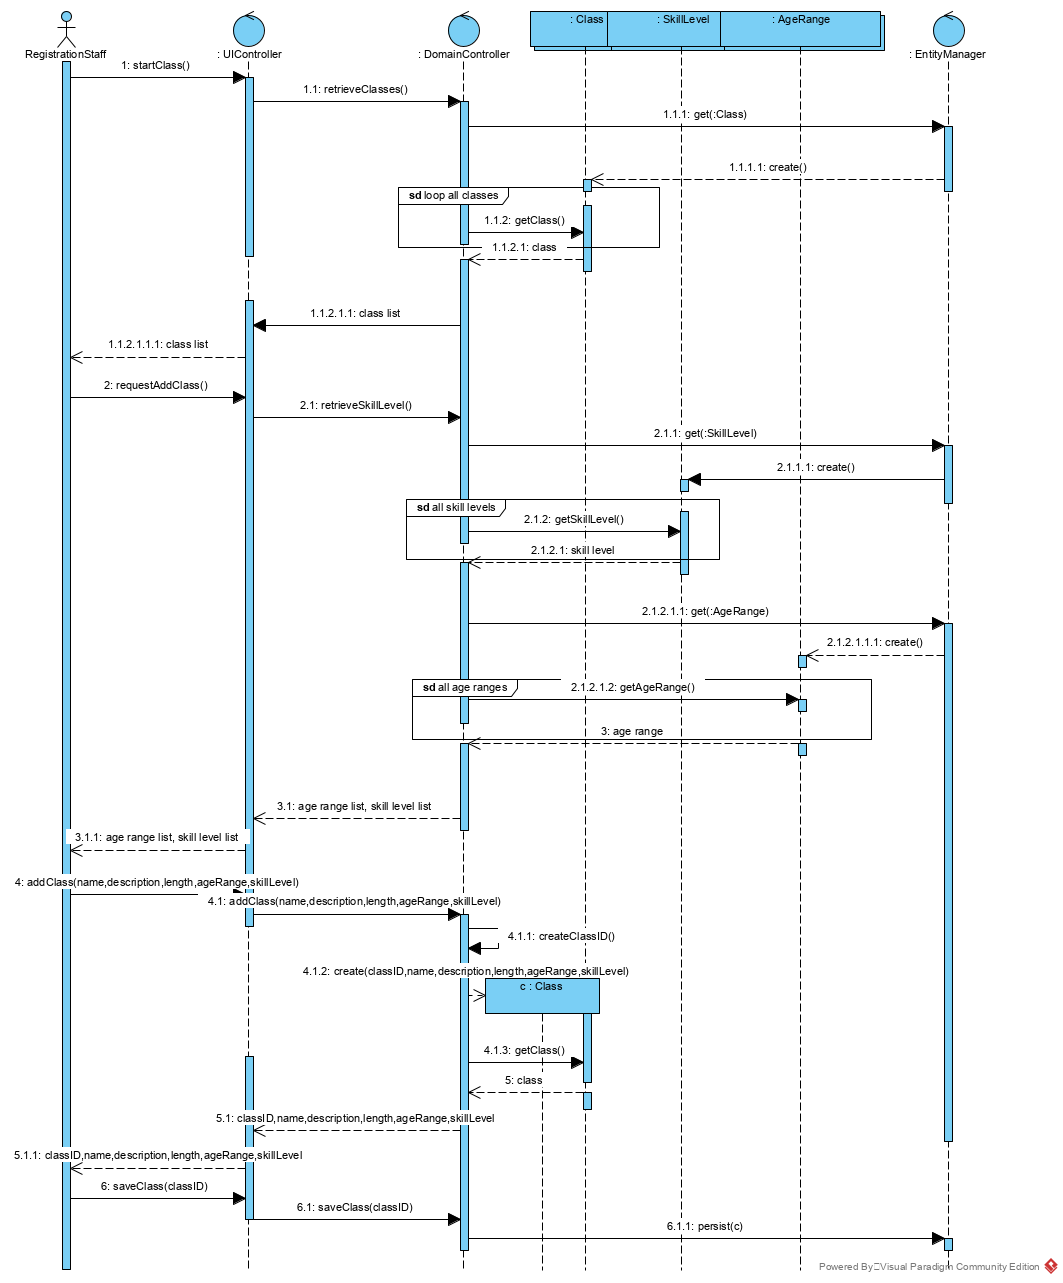 : Class
: SkillLevel
: AgeRange
RegistrationStaff
: UIController
: DomainController
: EntityManager
1: startClass()
1.1: retrieveClasses()
1.1.1: get(:Class)
1.1.1.1: create()
sd loop all classes
1.1.2: getClass()
1.1.2.1: class
1.1.2.1.1: class list
1.1.2.1.1.1: class list
2: requestAddClass()
2.1: retrieveSkillLevel()
2.1.1: get(:SkillLevel)
2.1.1.1: create()
sd all skill levels
2.1.2: getSkillLevel()
2.1.2.1: skill level
2.1.2.1.1: get(:AgeRange)
2.1.2.1.1.1: create()
sd all age ranges
2.1.2.1.2: getAgeRange()
3: age range
3.1: age range list, skill level list
3.1.1: age range list, skill level list
4: addClass(name,description,length,ageRange,skillLevel)
4.1: addClass(name,description,length,ageRange,skillLevel)
4.1.1: createClassID()
4.1.2: create(classID,name,description,length,ageRange,skillLevel)
c : Class
4.1.3: getClass()
5: class
5.1: classID,name,description,length,ageRange,skillLevel
5.1.1: classID,name,description,length,ageRange,skillLevel
6: saveClass(classID)
6.1: saveClass(classID)
6.1.1: persist(c)
Powered By Visual Paradigm Community Edition